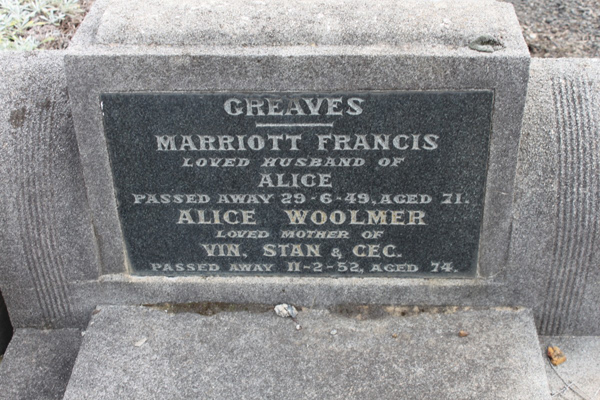 GREAVES
MARRIOTT FRANCIS
LOVED HUSBAND OF
ALICE
PASSED AWAY 29-6-49, AGED 71.
ALICE WOOLMER
LOVED MOTHER OF
VIN, STAN & CEC.
PASSED AWAY 11-2-52, AGED 74.